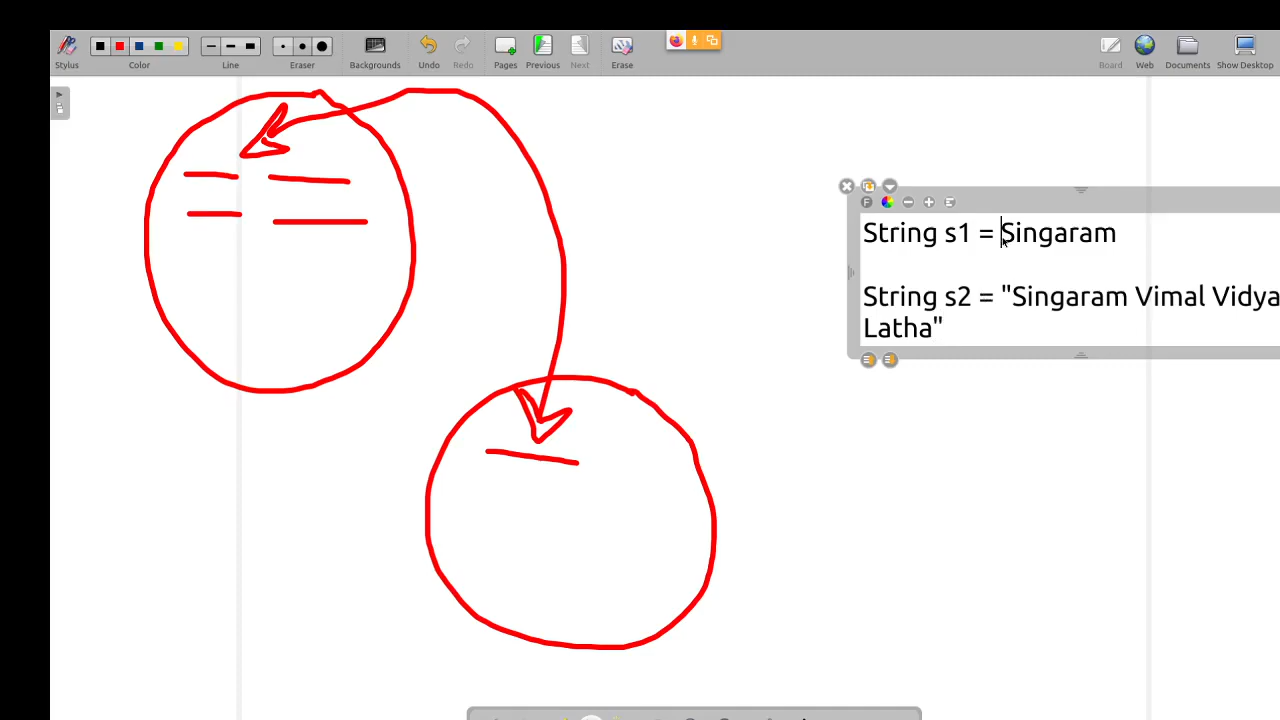 Stylus
Color
Line
Eraser
Backgrounds
Undo
Redo
Pages
Previous
Next
Erase
Board
Web
Documents
Show Desktop
F
String s1 = Singaram
String s2 = "Singaram Vimal Vidya
Latha"